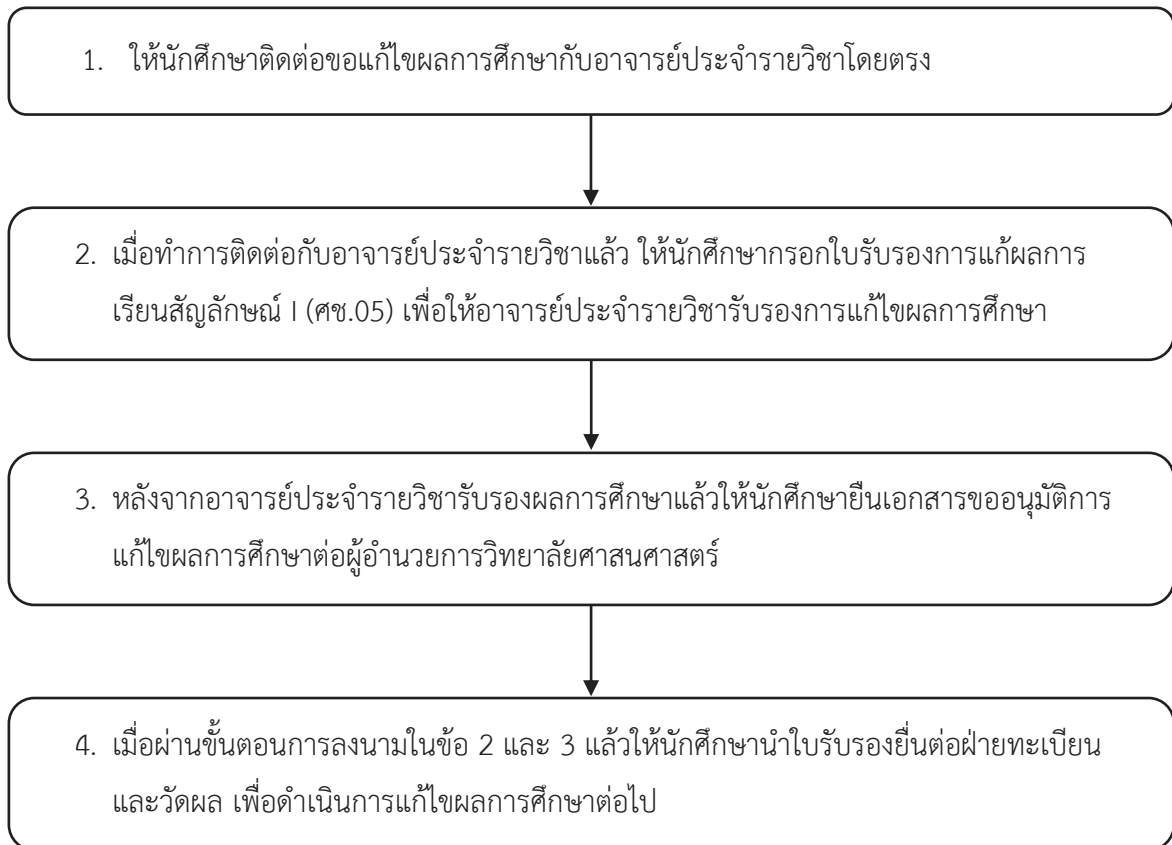 1. ให้นักศึกษาติดต่อขอแก้ไขผลการศึกษากับอาจารย์ประจำรายวิชาโดยตรง
2. เมื่อทำการติดต่อกับอาจารย์ประจำรายวิชาแล้ว ให้นักศึกษากรอกใบรับรองการแก้ผลการ
เรียนสัญลักษณ์ I (ศช.05) เพื่อให้อาจารย์ประจำรายวิชารับรองการแก้ไขผลการศึกษา
3. หลังจากอาจารย์ประจำรายวิชารับรองผลการศึกษาแล้วให้นักศึกษายืนเอกสารขออนุมัติการ
แก้ไขผลการศึกษาต่อผู้อำนวยการวิทยาลัยศาสนศาสตร์
4. เมื่อผ่านขั้นตอนการลงนามในข้อ 2 และ 3 แล้วให้นักศึกษานำใบรับรองยื่นต่อฝ่ายทะเบียน
และวัดผล เพื่อดำเนินการแก้ไขผลการศึกษาต่อไป